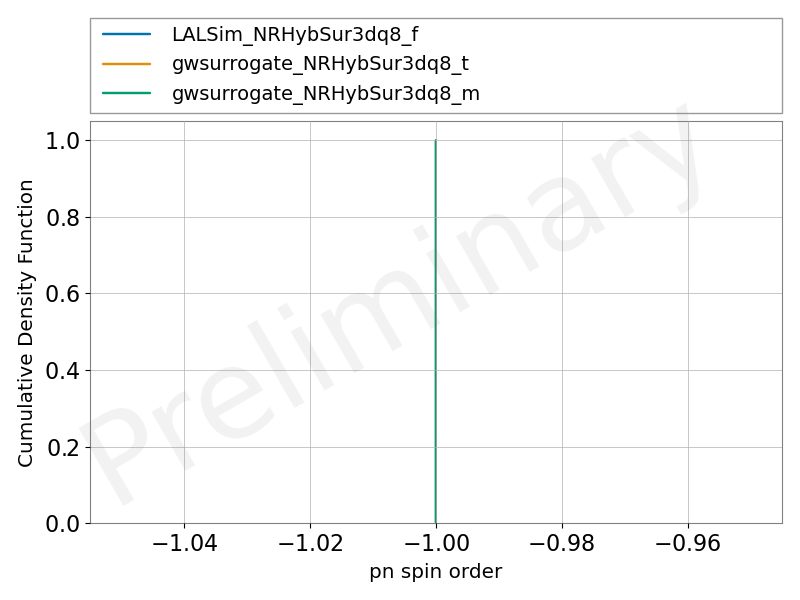 LALSim_NRHybSur3dq8_f
gwsurrogate_NRHybSur3dq8_t
gwsurrogate_NRHybSur3dq8_m
Preliminary
Cumulative Density Function
1.0
0.8
0.6
0.4
0.2
0.0
−1.04 −1.02 −1.00 −0.98 −0.96
pn spin order